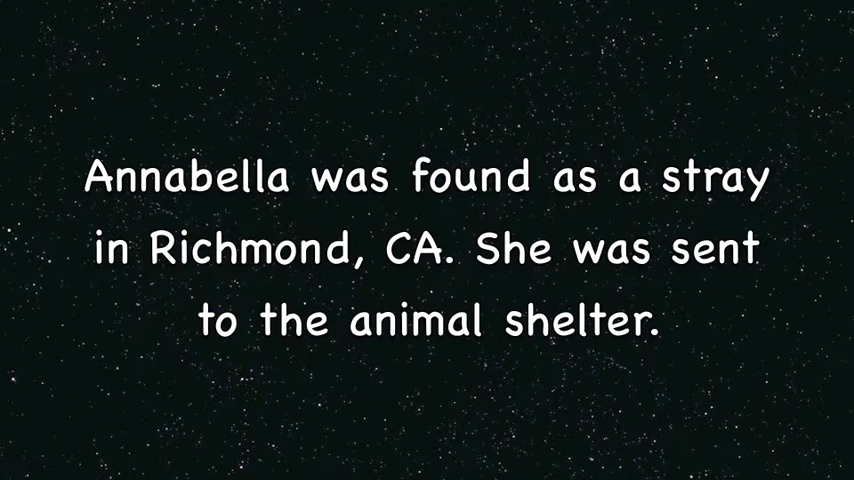 Annabella was found as a stray
in Richmond, CA. She was sent
to the animal shelter.